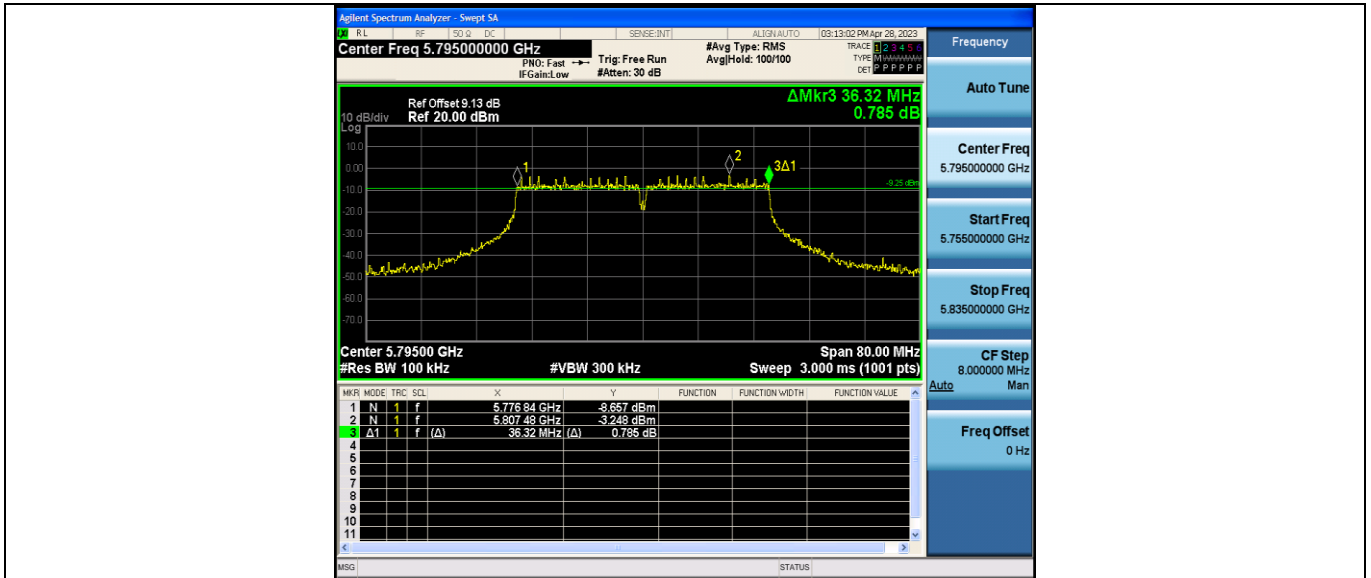 Agilent Spectrum Analyzer - Swept SA
LXI RL RF 50 Ω DC SENSE:INT ALIGNAUTO 03:13:02 PM Apr 28, 2023
Center Freq 5.795000000 GHz
PNO: Fast
IFGain:Low
Trig: Free Run
#Atten: 30 dB
#Avg Type: RMS
Avg|Hold: 100/100
TRACE 1 2 3 4 5 6
TYPE M WWWWW
DET P P P P P P
Ref Offset 9.13 dB
Ref 20.00 dBm
10 dB/div
Log
ΔMkr3 36.32 MHz
0.785 dB
10.0
0.00
-10.0
-20.0
-30.0
-40.0
-50.0
-60.0
-70.0
1
2
3Δ1
-9.25 dBm
Center 5.79500 GHz
Span 80.00 MHz
#Res BW 100 kHz
#VBW 300 kHz
Sweep 3.000 ms (1001 pts)
MKR MODE TRC SCL X Y FUNCTION FUNCTION WIDTH FUNCTION VALUE
1 N 1 f 5.776 84 GHz -8.657 dBm
2 N 1 f 5.807 48 GHz -3.248 dBm
3 Δ1 1 f (Δ) 36.32 MHz (Δ) 0.785 dB
4
5
6
7
8
9
10
11
MSG
STATUS
Frequency
Auto Tune
Center Freq
5.795000000 GHz
Start Freq
5.755000000 GHz
Stop Freq
5.835000000 GHz
CF Step
8.000000 MHz
Auto Man
Freq Offset
0 Hz